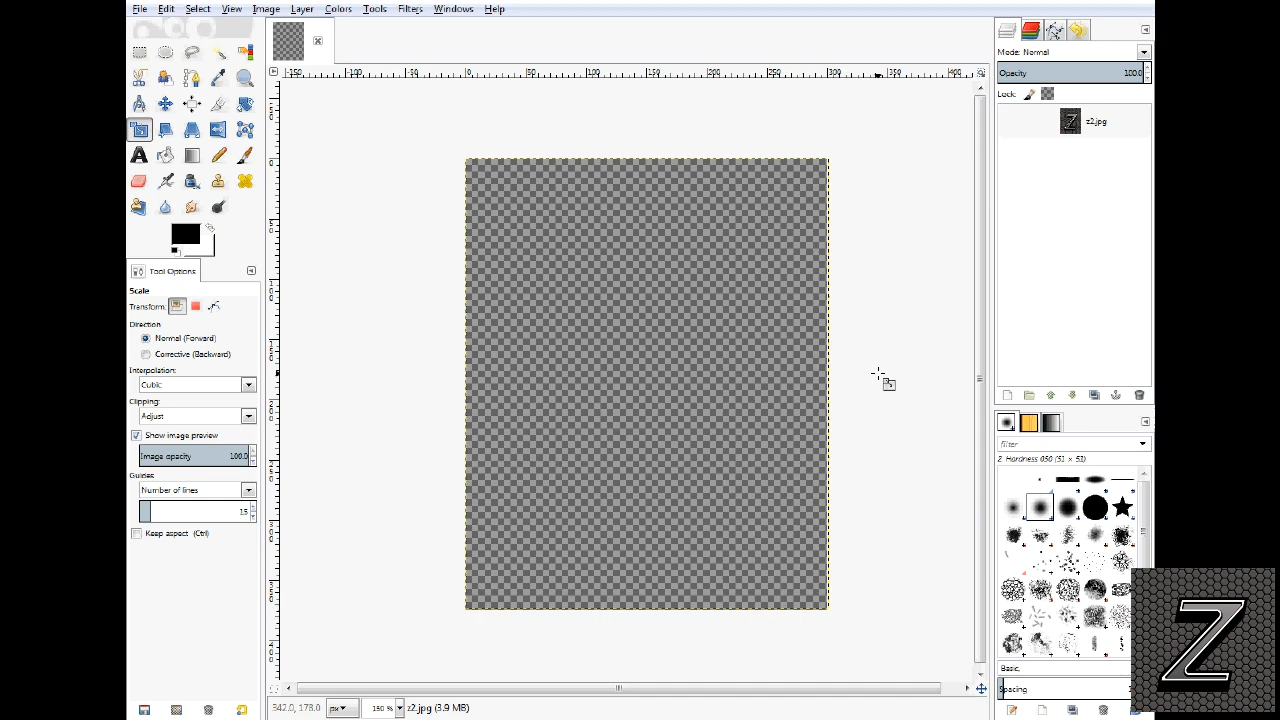 File Edit Select View Image Layer Colors Tools Filters Windows Help
Mode: Normal
Opacity 100.0
Lock:
z2.jpg
Tool Options
Scale
Transform:
Direction
Normal (Forward)
Corrective (Backward)
Interpolation:
Cubic
Clipping:
Adjust
Show image preview
Image opacity 100.0
Guides
Number of lines
15
Keep aspect (Ctrl)
filter
2. Hardness 050 (51 × 51)
Basic,
Spacing
342.0, 178.0 px 150 % z2.jpg (3.9 MB)
Z